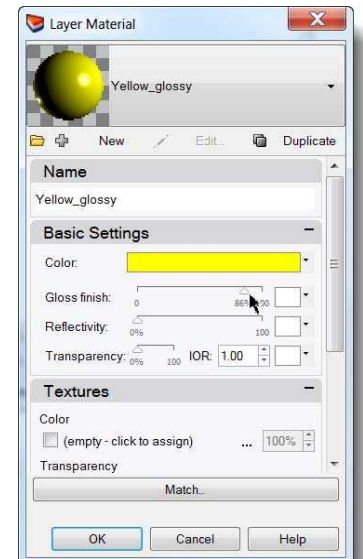 Layer Material
Yellow_glossy
New Edit... Duplicate
Name
Yellow_glossy
Basic Settings
Color:
Gloss finish: 0 86% 100
Reflectivity: 0% 100
Transparency: 0% 100 IOR: 1.00
Textures
Color
(empty - click to assign) ... 100%
Transparency
Match..
OK Cancel Help